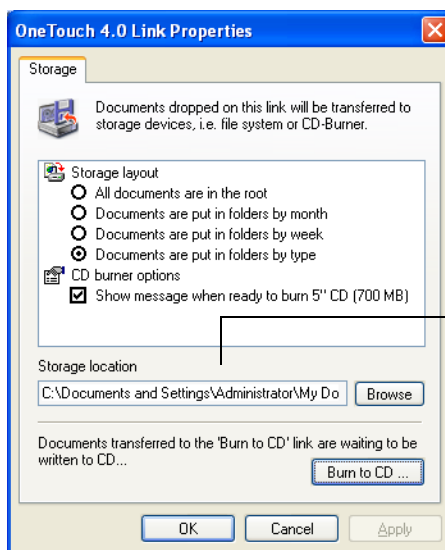 OneTouch 4.0 Link Properties
Storage
Documents dropped on this link will be transferred to
storage devices, i.e. file system or CD-Burner.
Storage layout
All documents are in the root
Documents are put in folders by month
Documents are put in folders by week
Documents are put in folders by type
CD burner options
Show message when ready to burn 5" CD (700 MB)
Storage location
C:\Documents and Settings\Administrator\My Do
Browse
Documents transferred to the 'Burn to CD' link are waiting to be
written to CD...
Burn to CD ...
OK Cancel Apply